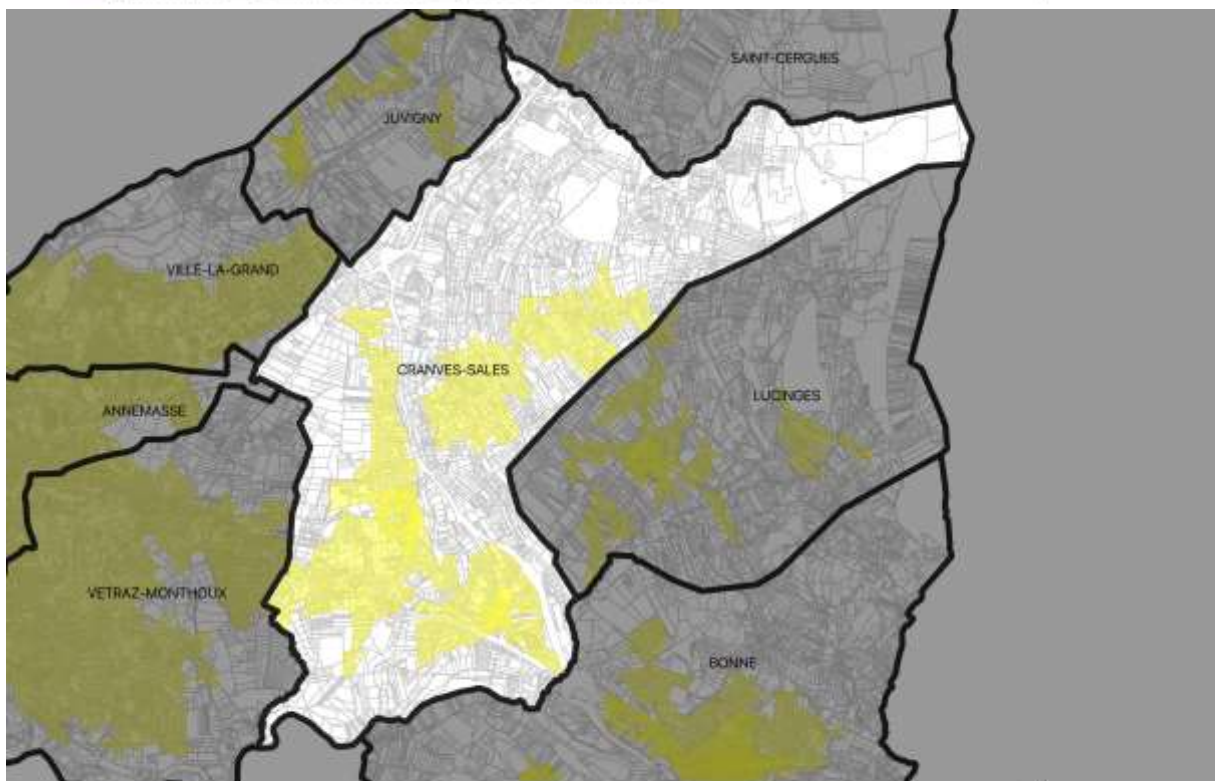 SAINT-CERGUES
JUVIGNY
VILLE-LA-GRAND
CRANVES-SALES
LUCINGES
ANNEMASSE
VETRAZ-MONTHOUX
BONNE